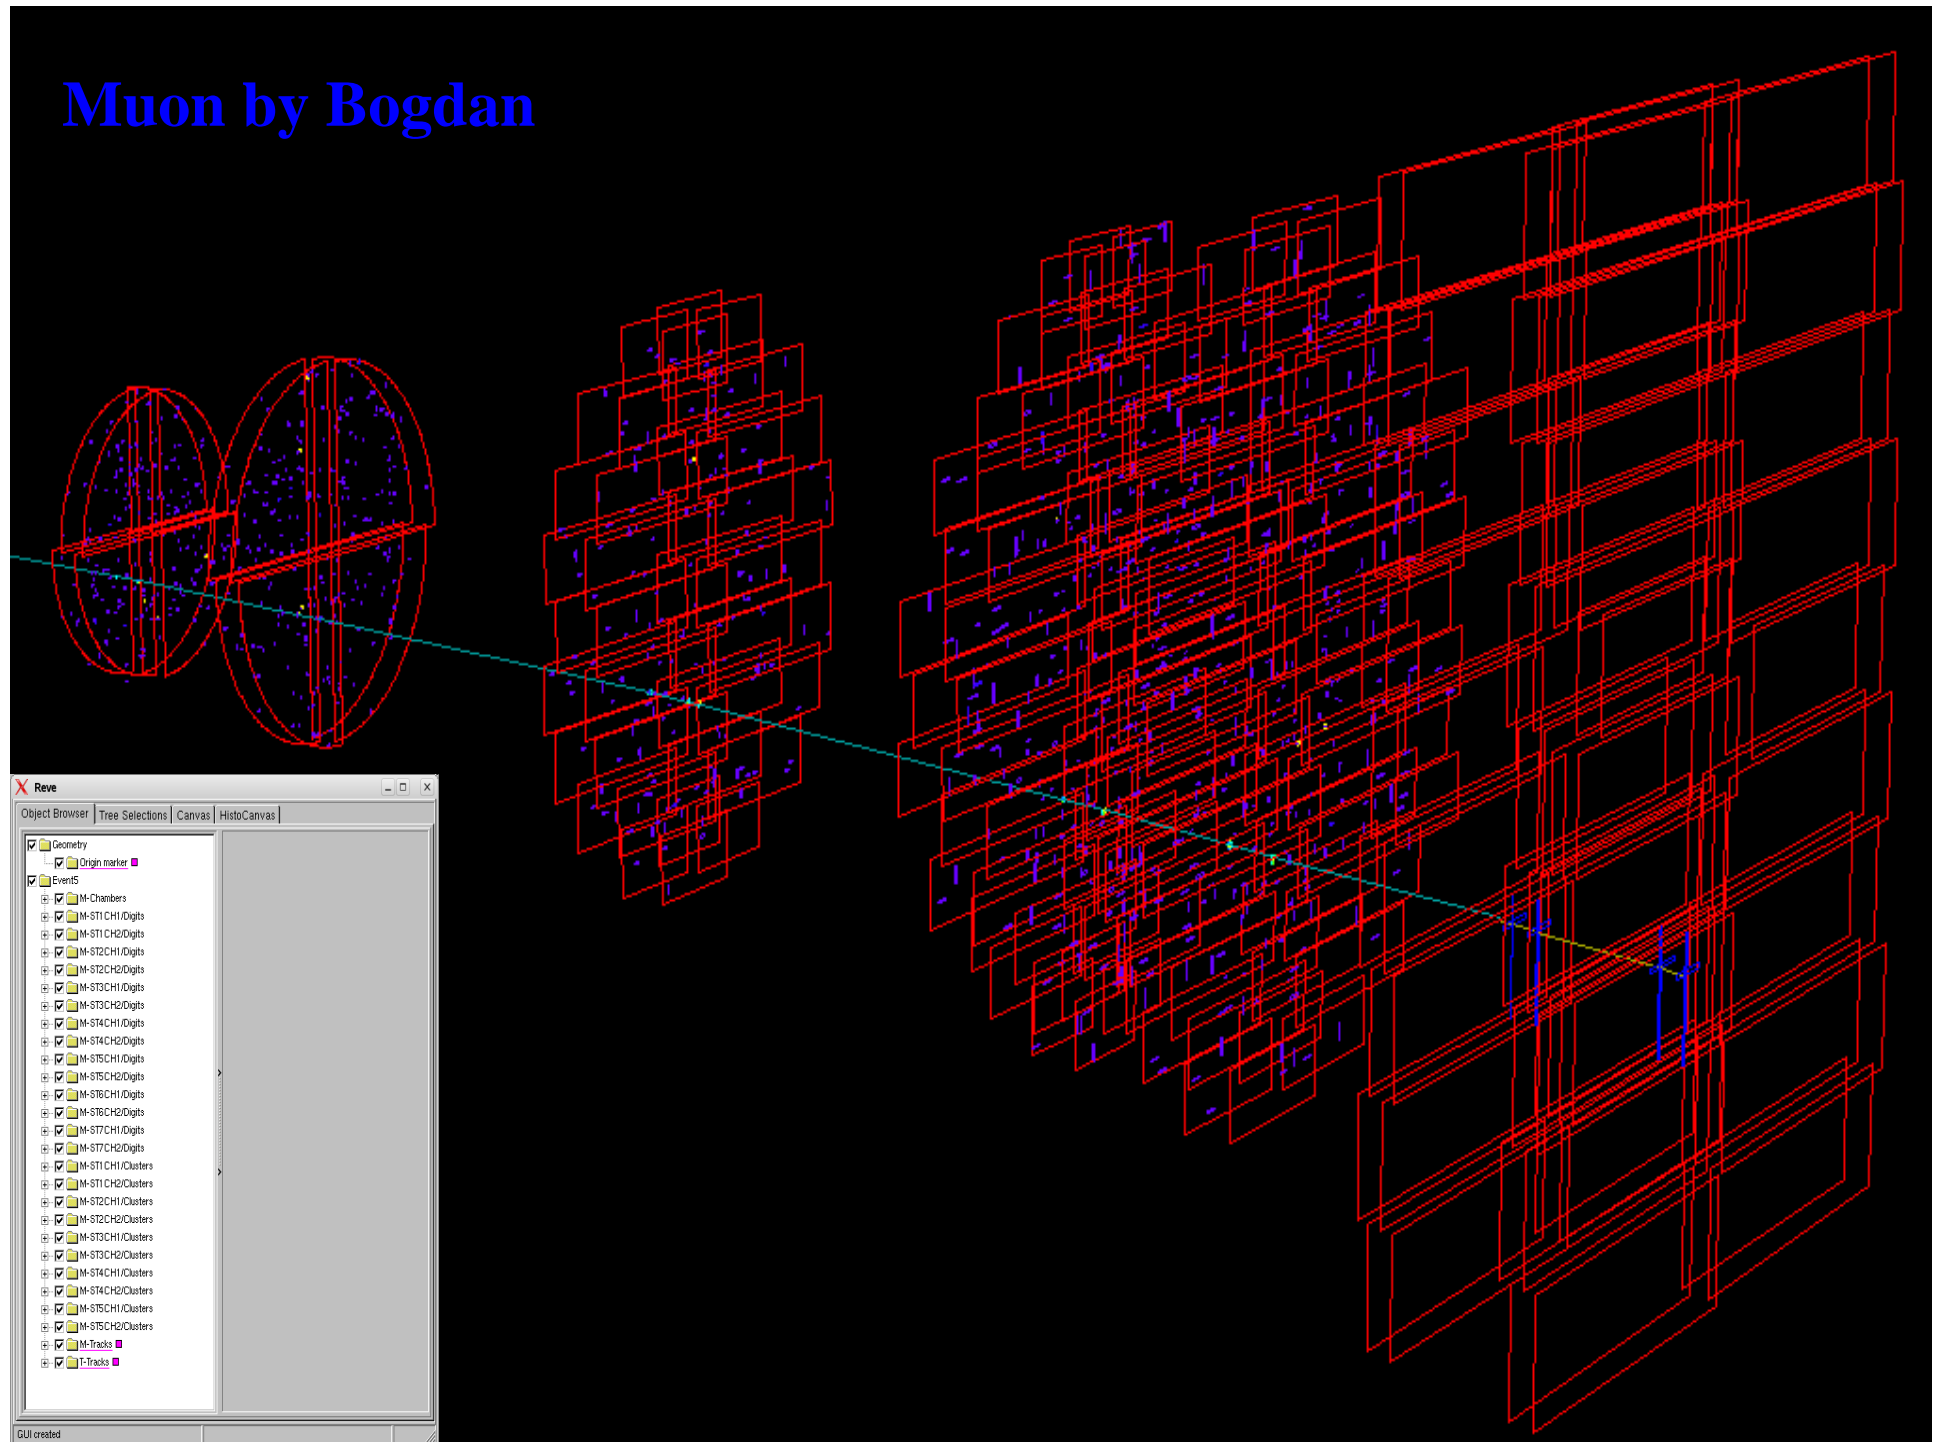 Muon by Bogdan
Reve
Object Browser Tree Selections Canvas HistoCanvas
Geometry
Origin marker
Event5
M-Chambers
M-ST1CH1/Digits
M-ST1CH2/Digits
M-ST2CH1/Digits
M-ST2CH2/Digits
M-ST3CH1/Digits
M-ST3CH2/Digits
M-ST4CH1/Digits
M-ST4CH2/Digits
M-ST5CH1/Digits
M-ST5CH2/Digits
M-ST6CH1/Digits
M-ST6CH2/Digits
M-ST7CH1/Digits
M-ST7CH2/Digits
M-ST1CH1/Clusters
M-ST1CH2/Clusters
M-ST2CH1/Clusters
M-ST2CH2/Clusters
M-ST3CH1/Clusters
M-ST3CH2/Clusters
M-ST4CH1/Clusters
M-ST4CH2/Clusters
M-ST5CH1/Clusters
M-ST5CH2/Clusters
M-Tracks
T-Tracks
GUI created